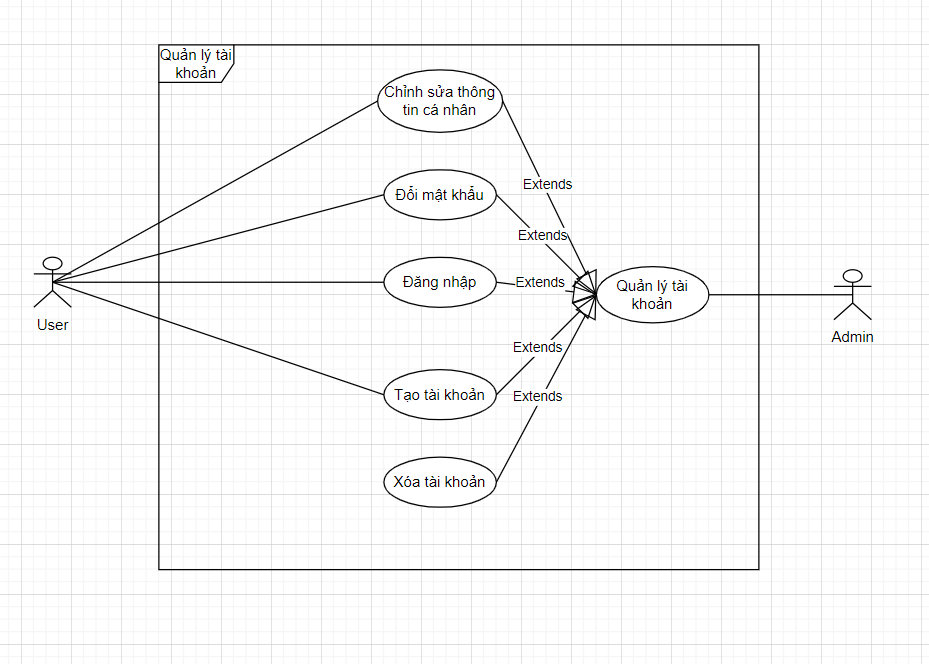 Quản lý tài
khoản
Chỉnh sửa thông
tin cá nhân
Extends
Đổi mật khẩu
Extends
Đăng nhập
Extends
Quản lý tài
khoản
User
Admin
Extends
Tạo tài khoản
Extends
Xóa tài khoản